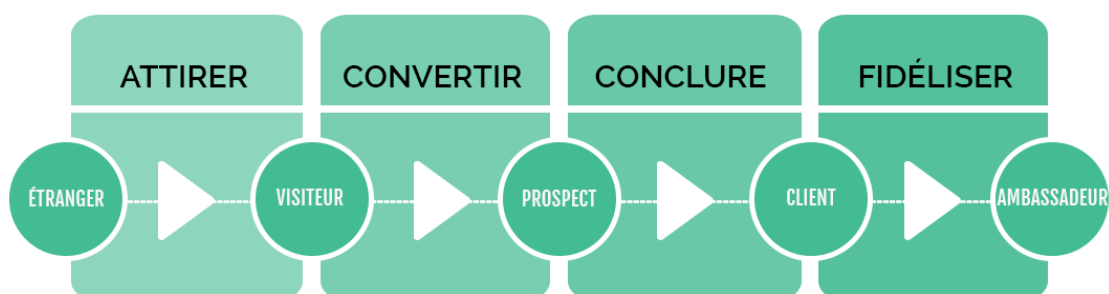 ATTIRER
CONVERTIR
CONCLURE
FIDÉLISER
ÉTRANGER
VISITEUR
PROSPECT
CLIENT
AMBASSADEUR